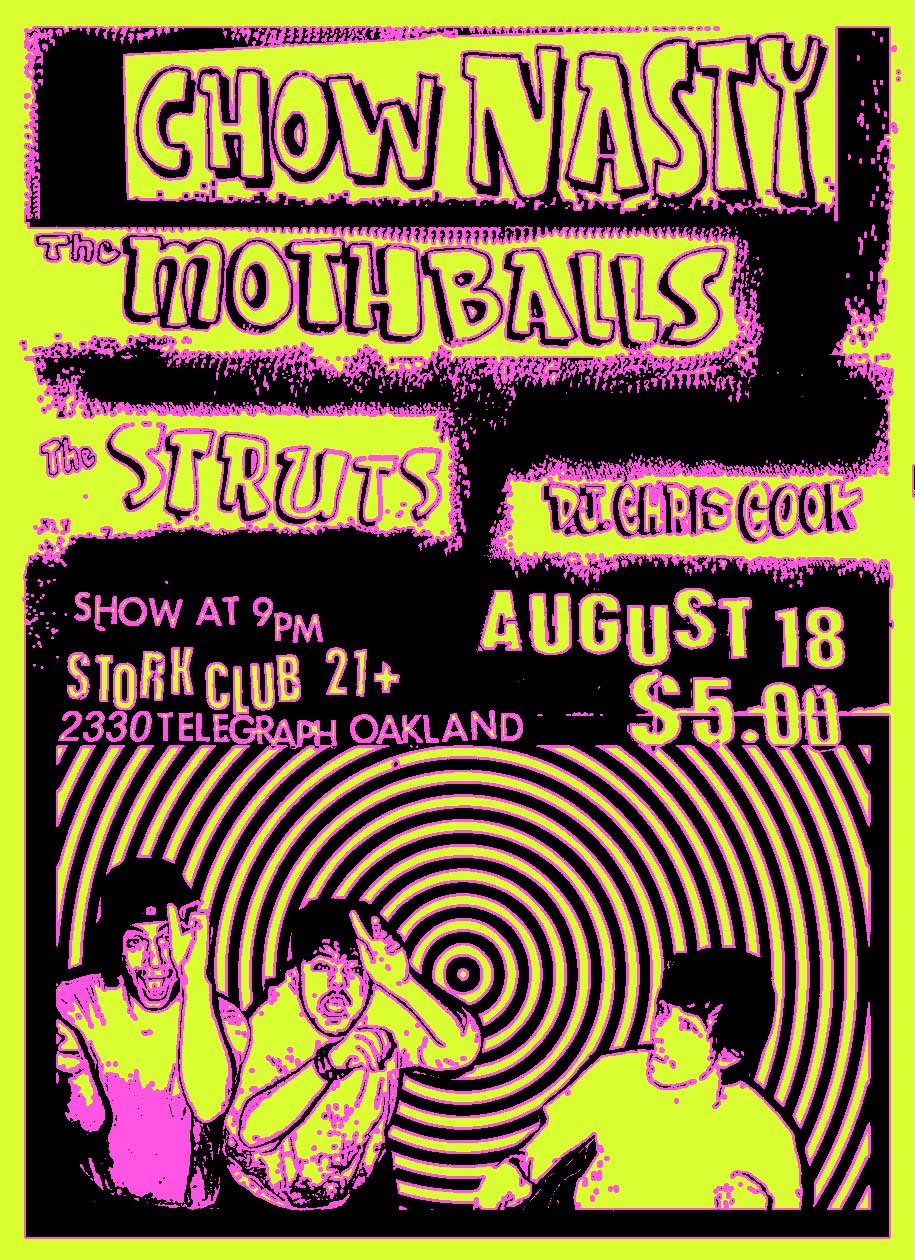 CHOW NASTY
The MOTHBALLS
The STRUTS
DJ CHRIS COOK
SHOW AT 9PM
STORK CLUB 21+
2330 TELEGRAPH OAKLAND
AUGUST 18
$5.00